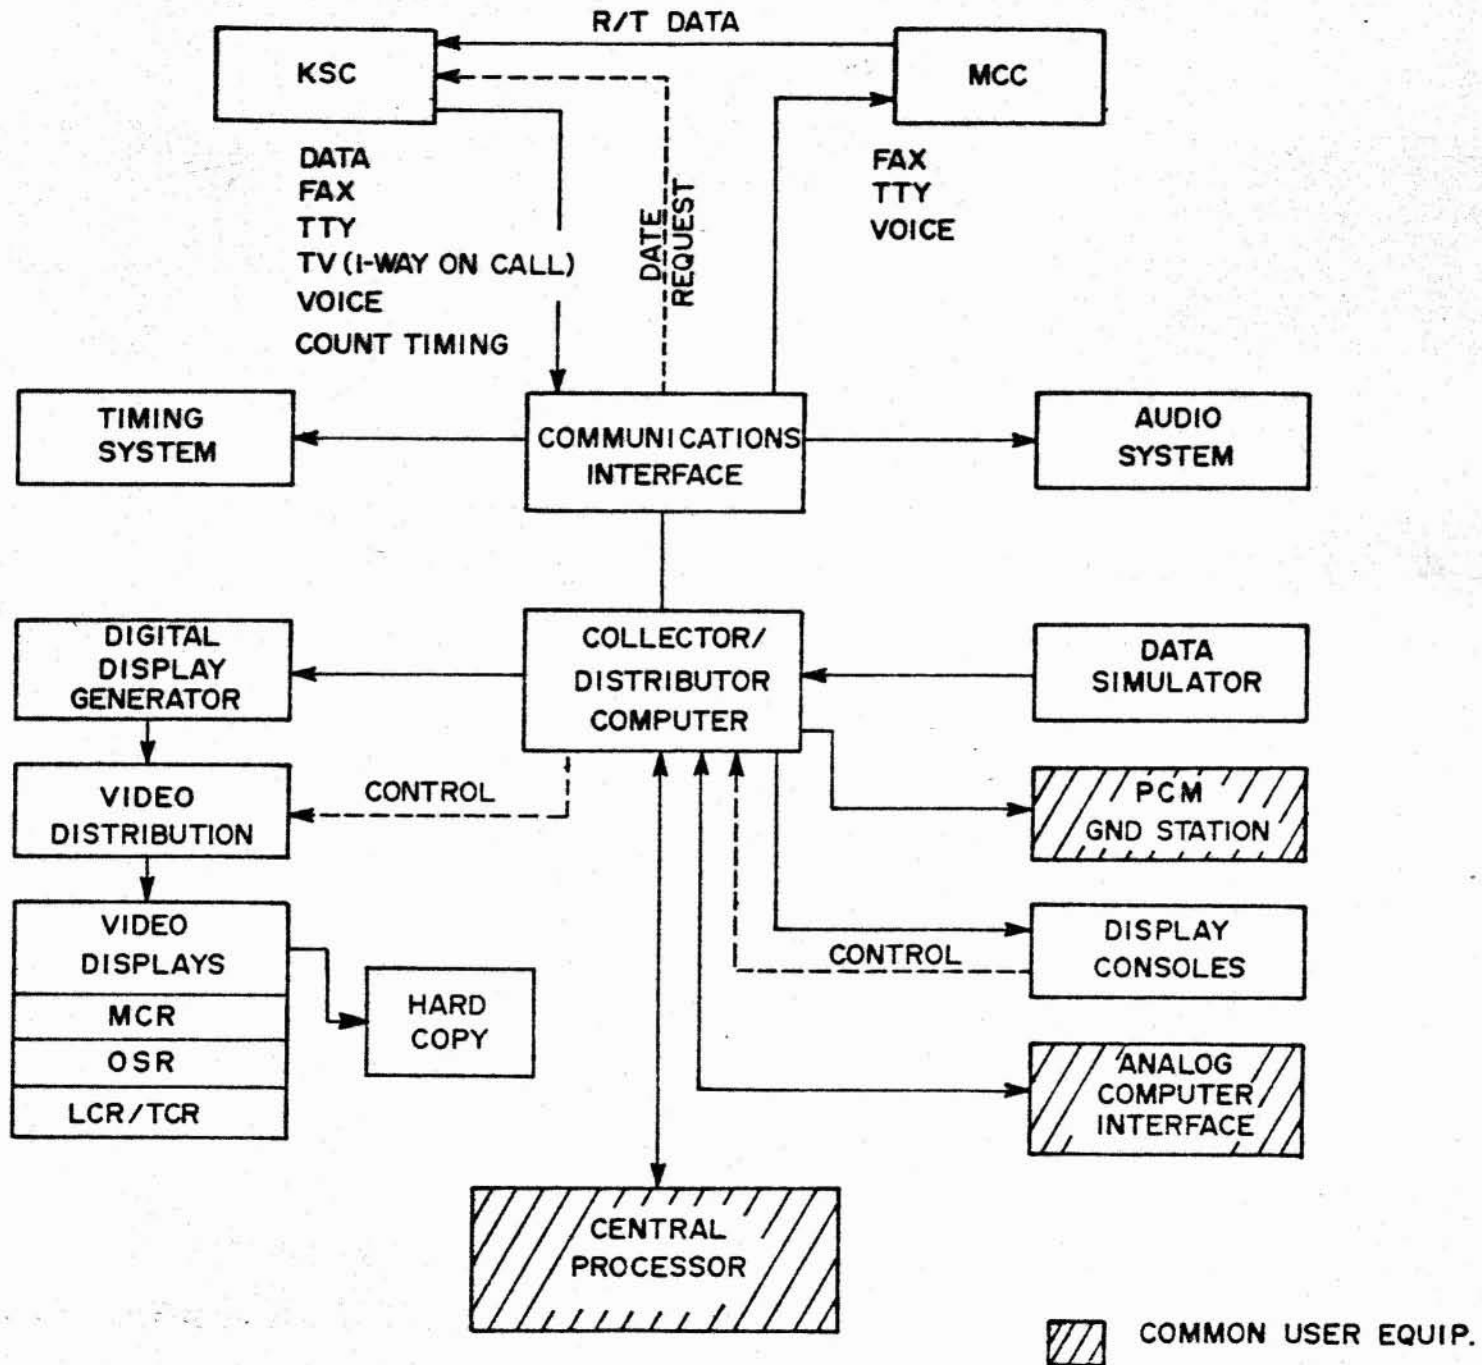 R/T DATA
KSC
MCC
DATA
FAX
TTY
TV (1-WAY ON CALL)
VOICE
COUNT TIMING
DATE
REQUEST
FAX
TTY
VOICE
TIMING
SYSTEM
COMMUNICATIONS
INTERFACE
AUDIO
SYSTEM
DIGITAL
DISPLAY
GENERATOR
COLLECTOR/
DISTRIBUTOR
COMPUTER
DATA
SIMULATOR
VIDEO
DISTRIBUTION
CONTROL
PCM
GND STATION
VIDEO
DISPLAYS
MCR
OSR
LCR/TCR
HARD
COPY
CONTROL
DISPLAY
CONSOLES
ANALOG
COMPUTER
INTERFACE
CENTRAL
PROCESSOR
COMMON USER EQUIP.